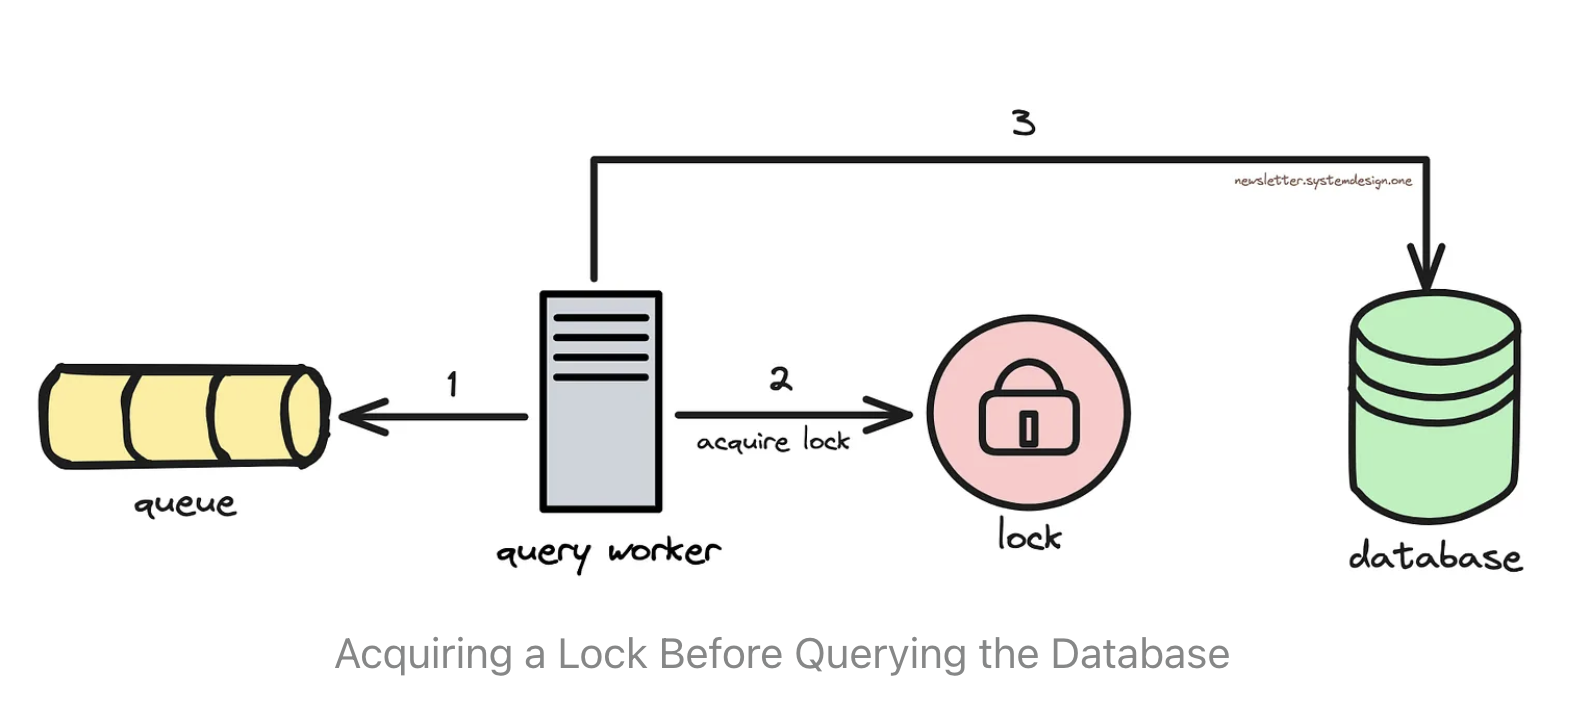 3
newsletter.systemdesign.one
1
2
acquire lock
queue
query worker
lock
database
Acquiring a Lock Before Querying the Database